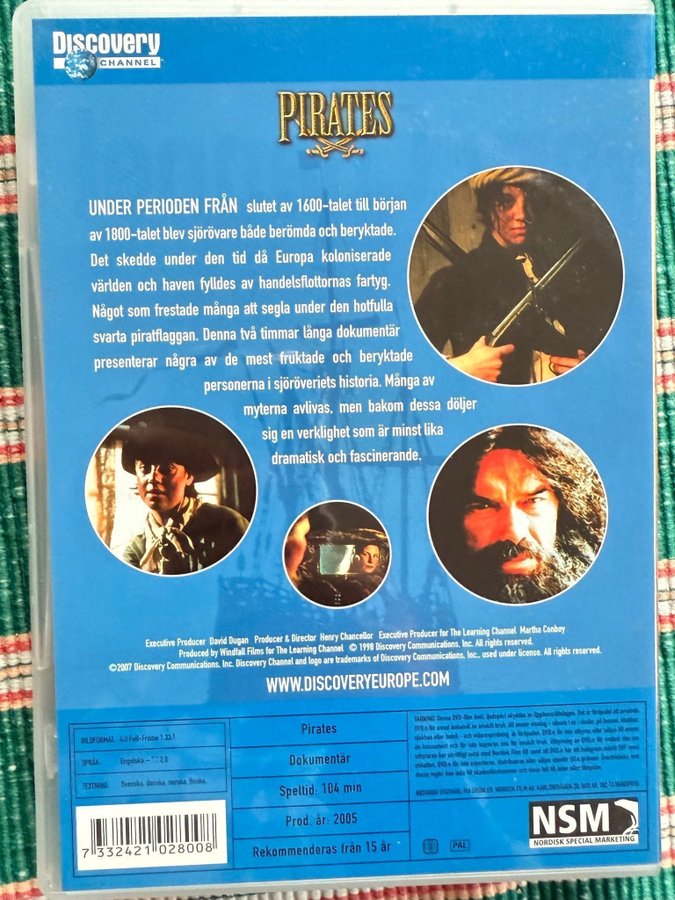 Discovery
CHANNEL
PIRATES
UNDER PERIODEN FRÅN slutet av 1600-talet till början
av 1800-talet blev sjörövare både berömda och beryktade.
Det skedde under den tid då Europa koloniserade
världen och haven fylldes av handelsflottornas fartyg.
Något som frestade många att segla under den hotfulla
svarta piratflaggan. Denna två timmar långa dokumentär
presenterar några av de mest fruktade och beryktade
personerna i sjöröveriets historia. Många av
myterna avlivas, men bakom dessa döljer
sig en verklighet som är minst lika
dramatisk och fascinerande.
Executive Producer David Dugan Producer & Director Henry Chancellor Executive Producer for The Learning Channel Martha Conboy
Produced by Windfall Films for The Learning Channel © 1998 Discovery Communications, Inc. All rights reserved.
©2007 Discovery Communications, Inc. Discovery Channel and logo are trademarks of Discovery Communications, Inc., used under license. All rights reserved.
WWW.DISCOVERYEUROPE.COM
BILDFORMAT: 4:3 Full-Frame 1.33:1
SPRÅK: Engelska – 2.0
TEXTNING: Svenska, danska, norska, finska.
7 332421 028008
Pirates
Dokumentär
Speltid: 104 min
Prod. år: 2005
Rekommenderas från 15 år
VARNING! Denna DVD-film
PAL
NSM
NORDISK SPECIAL MARKETING